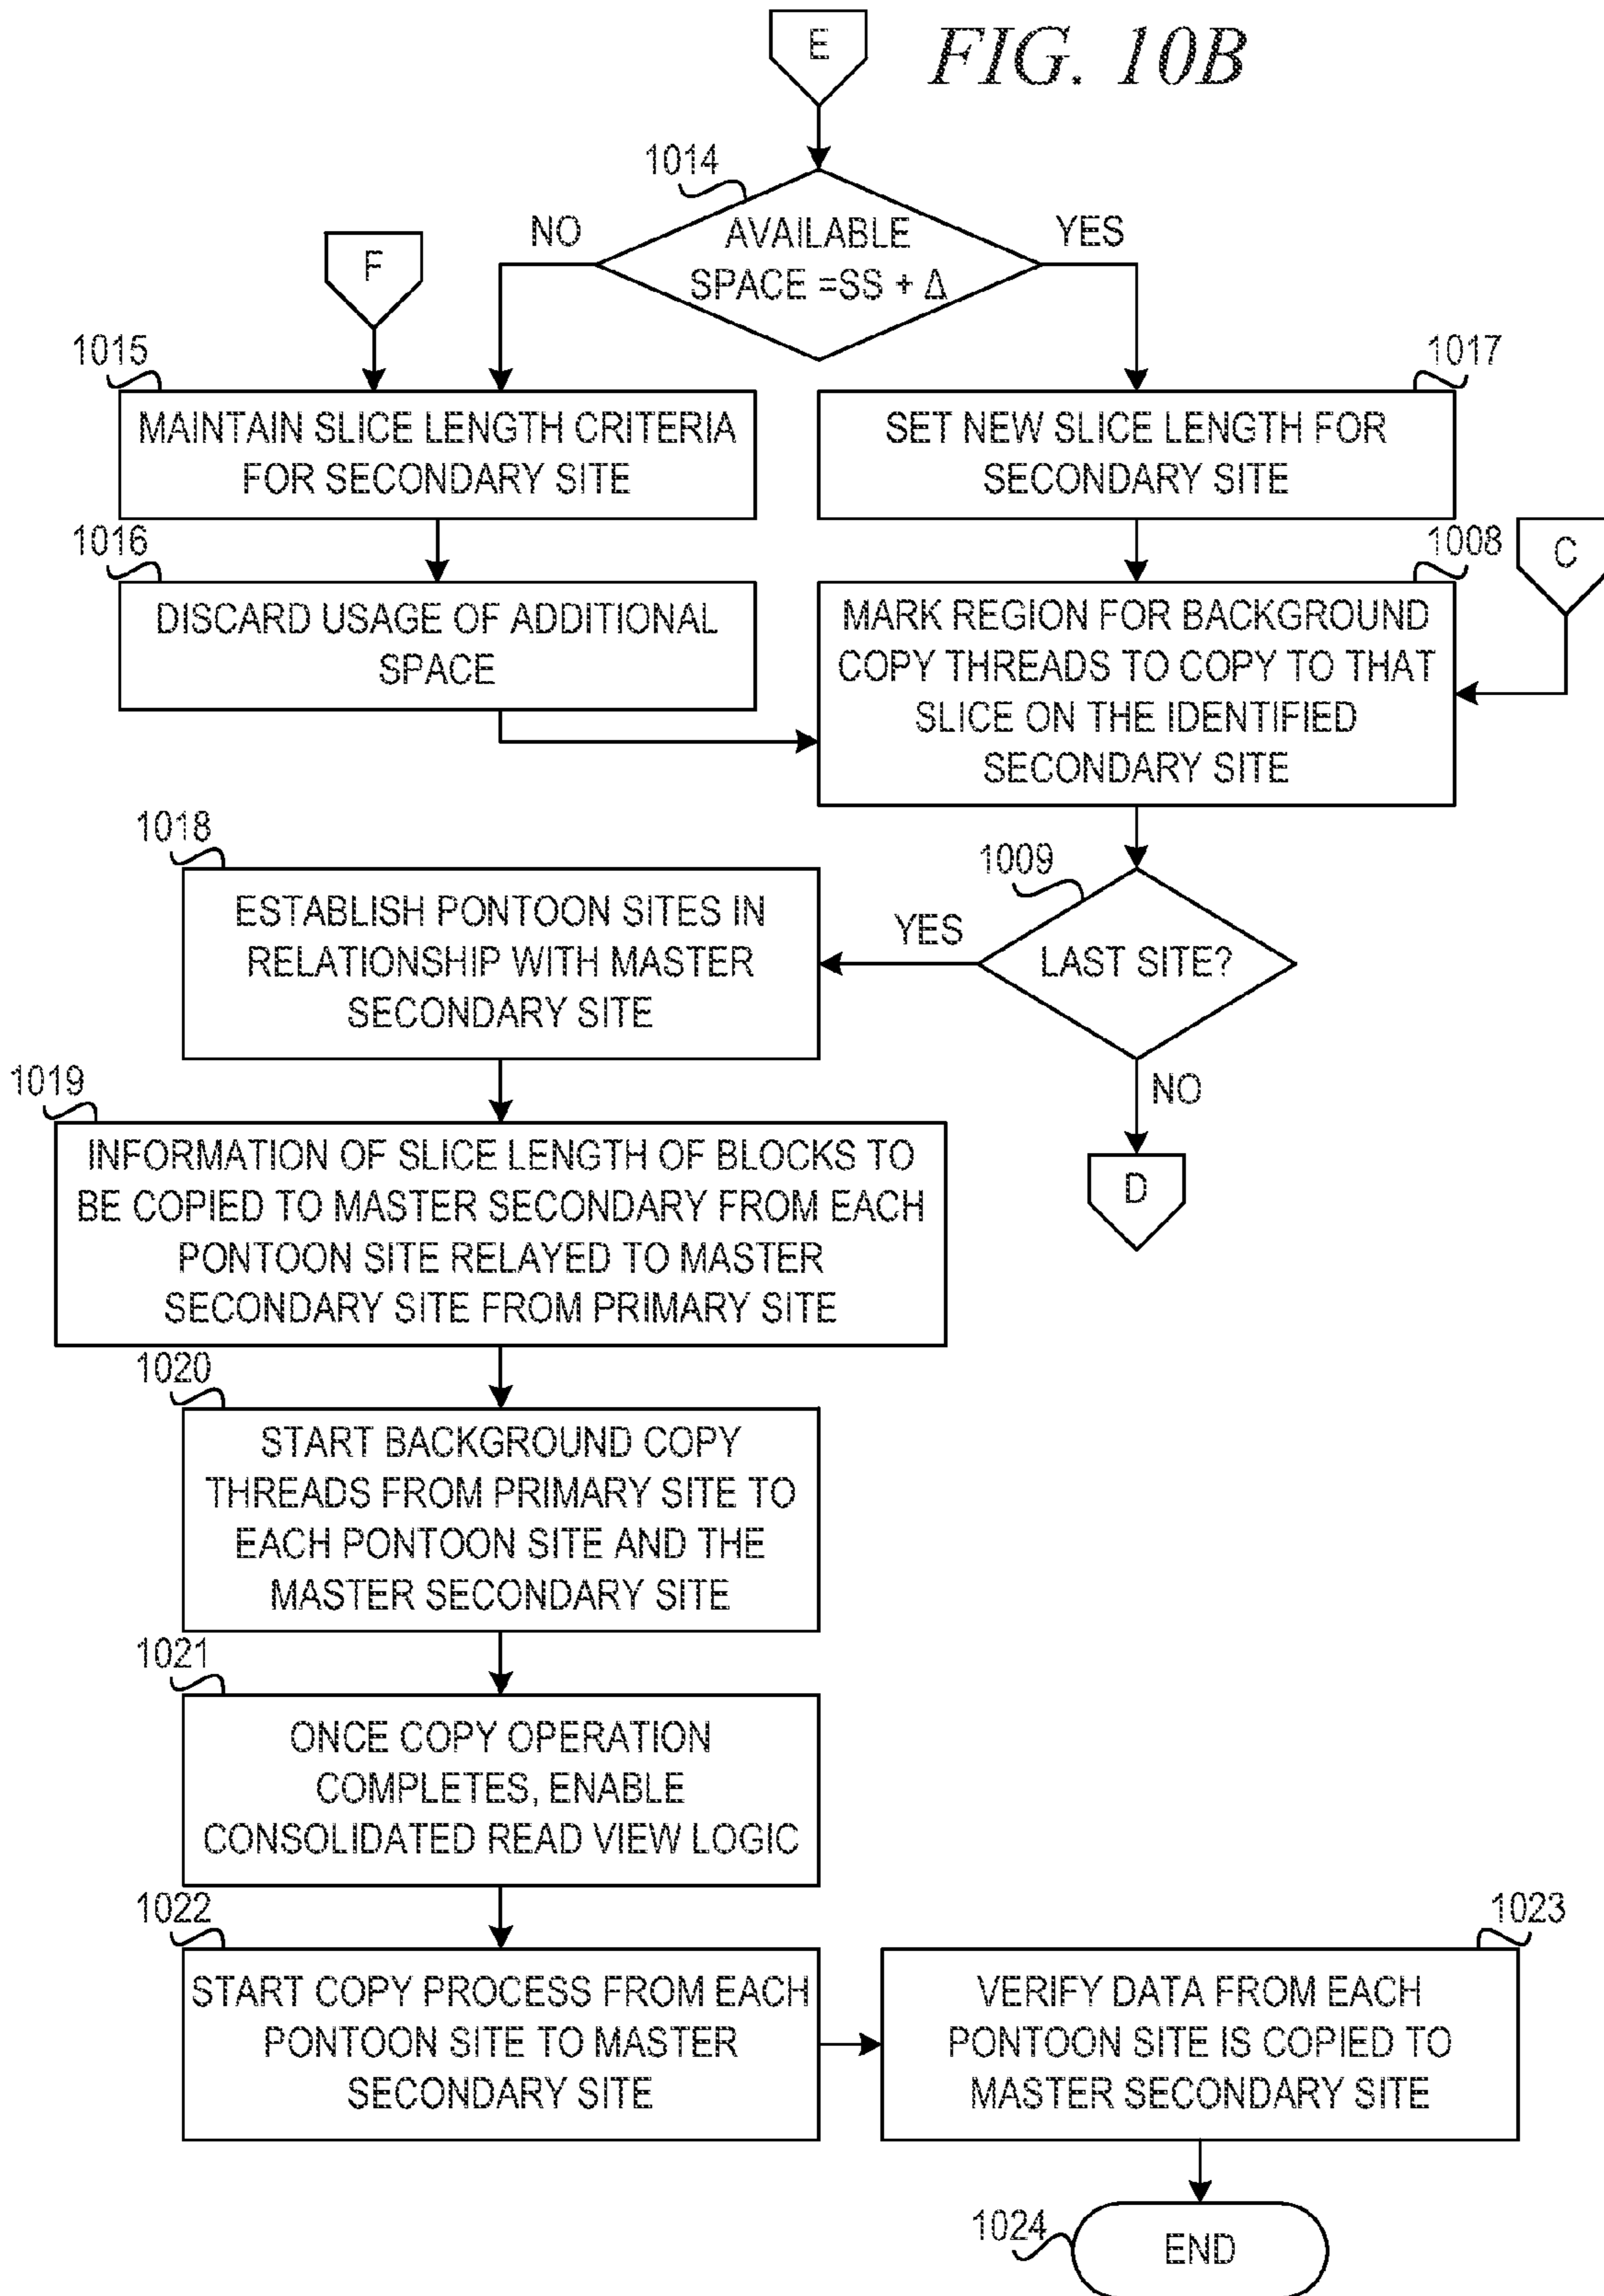 E
FIG. 10B
1014
AVAILABLE
SPACE =SS + Δ
NO
YES
F
1015
MAINTAIN SLICE LENGTH CRITERIA
FOR SECONDARY SITE
1017
SET NEW SLICE LENGTH FOR
SECONDARY SITE
1016
DISCARD USAGE OF ADDITIONAL
SPACE
1008
MARK REGION FOR BACKGROUND
COPY THREADS TO COPY TO THAT
SLICE ON THE IDENTIFIED
SECONDARY SITE
C
1018
ESTABLISH PONTOON SITES IN
RELATIONSHIP WITH MASTER
SECONDARY SITE
YES
1009
LAST SITE?
NO
D
1019
INFORMATION OF SLICE LENGTH OF BLOCKS TO
BE COPIED TO MASTER SECONDARY FROM EACH
PONTOON SITE RELAYED TO MASTER
SECONDARY SITE FROM PRIMARY SITE
1020
START BACKGROUND COPY
THREADS FROM PRIMARY SITE TO
EACH PONTOON SITE AND THE
MASTER SECONDARY SITE
1021
ONCE COPY OPERATION
COMPLETES, ENABLE
CONSOLIDATED READ VIEW LOGIC
1022
START COPY PROCESS FROM EACH
PONTOON SITE TO MASTER
SECONDARY SITE
1023
VERIFY DATA FROM EACH
PONTOON SITE IS COPIED TO
MASTER SECONDARY SITE
1024
END